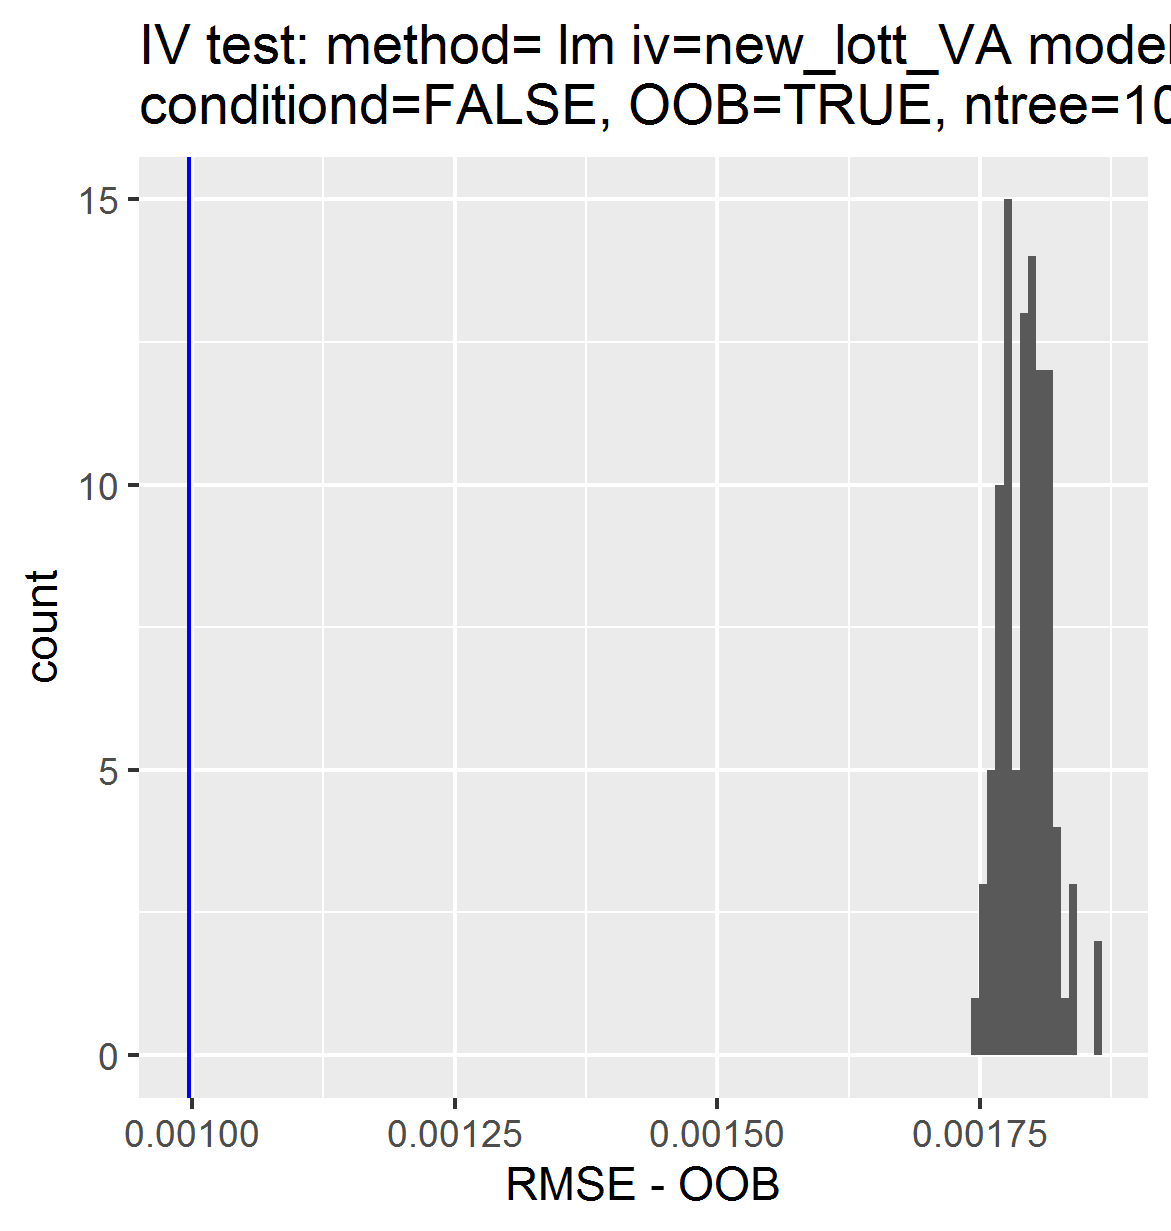 IV test: method= lm iv=new_lott_VA model
conditiond=FALSE, OOB=TRUE, ntree=10
15
10
5
0
count
0.00100 0.00125 0.00150 0.00175
RMSE - OOB